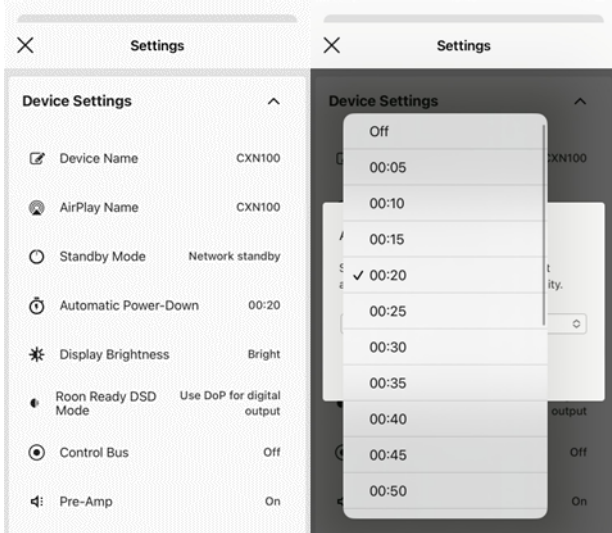 Settings
Device Settings
Device Name CXN100
AirPlay Name CXN100
Standby Mode Network standby
Automatic Power-Down 00:20
Display Brightness Bright
Roon Ready DSD Mode Use DoP for digital output
Control Bus Off
Pre-Amp On
Settings
Device Settings
Off
00:05
CXN100
00:10
00:15
00:20
ity.
00:25
00:30
00:35
00:40
output
00:45
Off
00:50
On